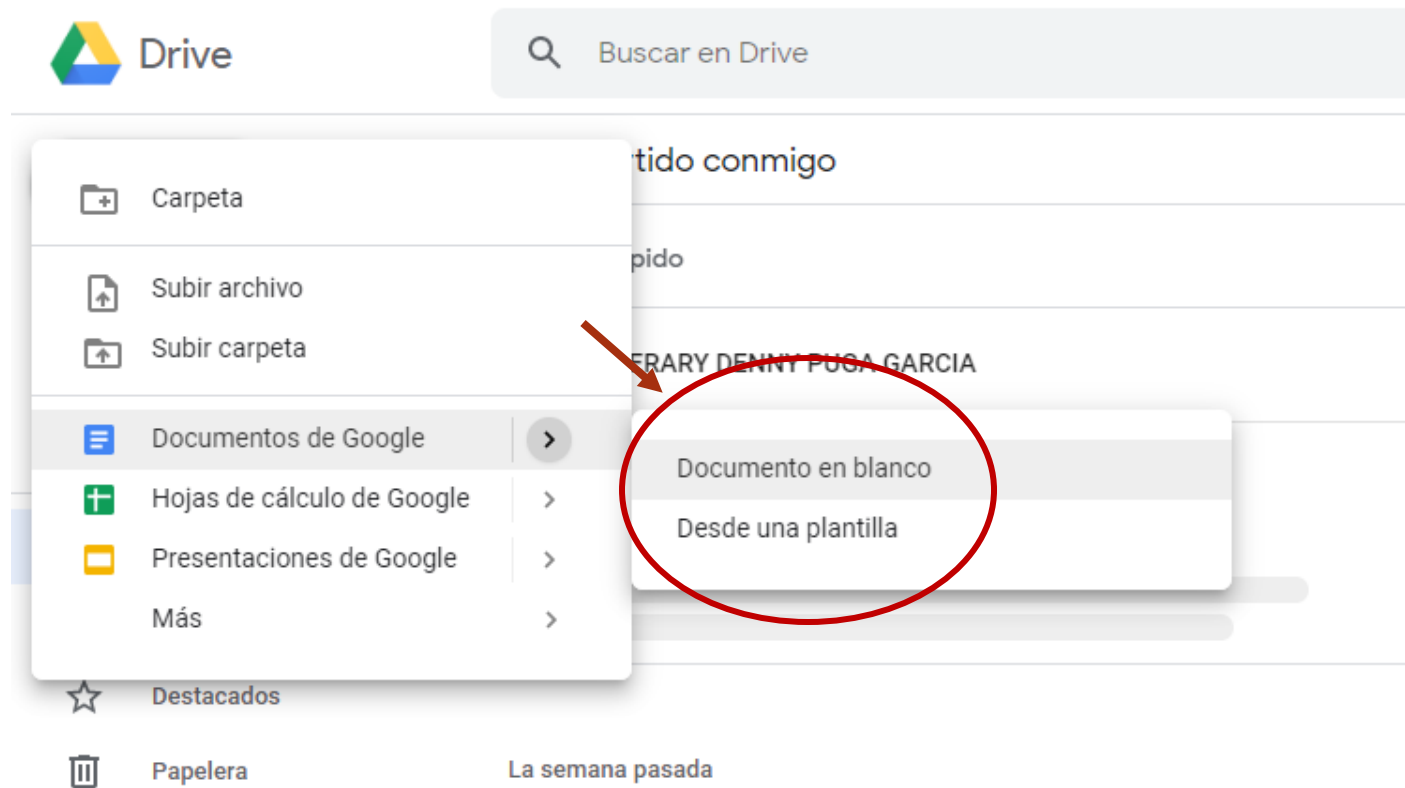 Drive
Buscar en Drive
tido conmigo
Carpeta
pido
Subir archivo
Subir carpeta
ERARY DENNY PUGA GARCIA
Documentos de Google
Documento en blanco
Hojas de cálculo de Google
Desde una plantilla
Presentaciones de Google
Más
Destacados
Papelera
La semana pasada